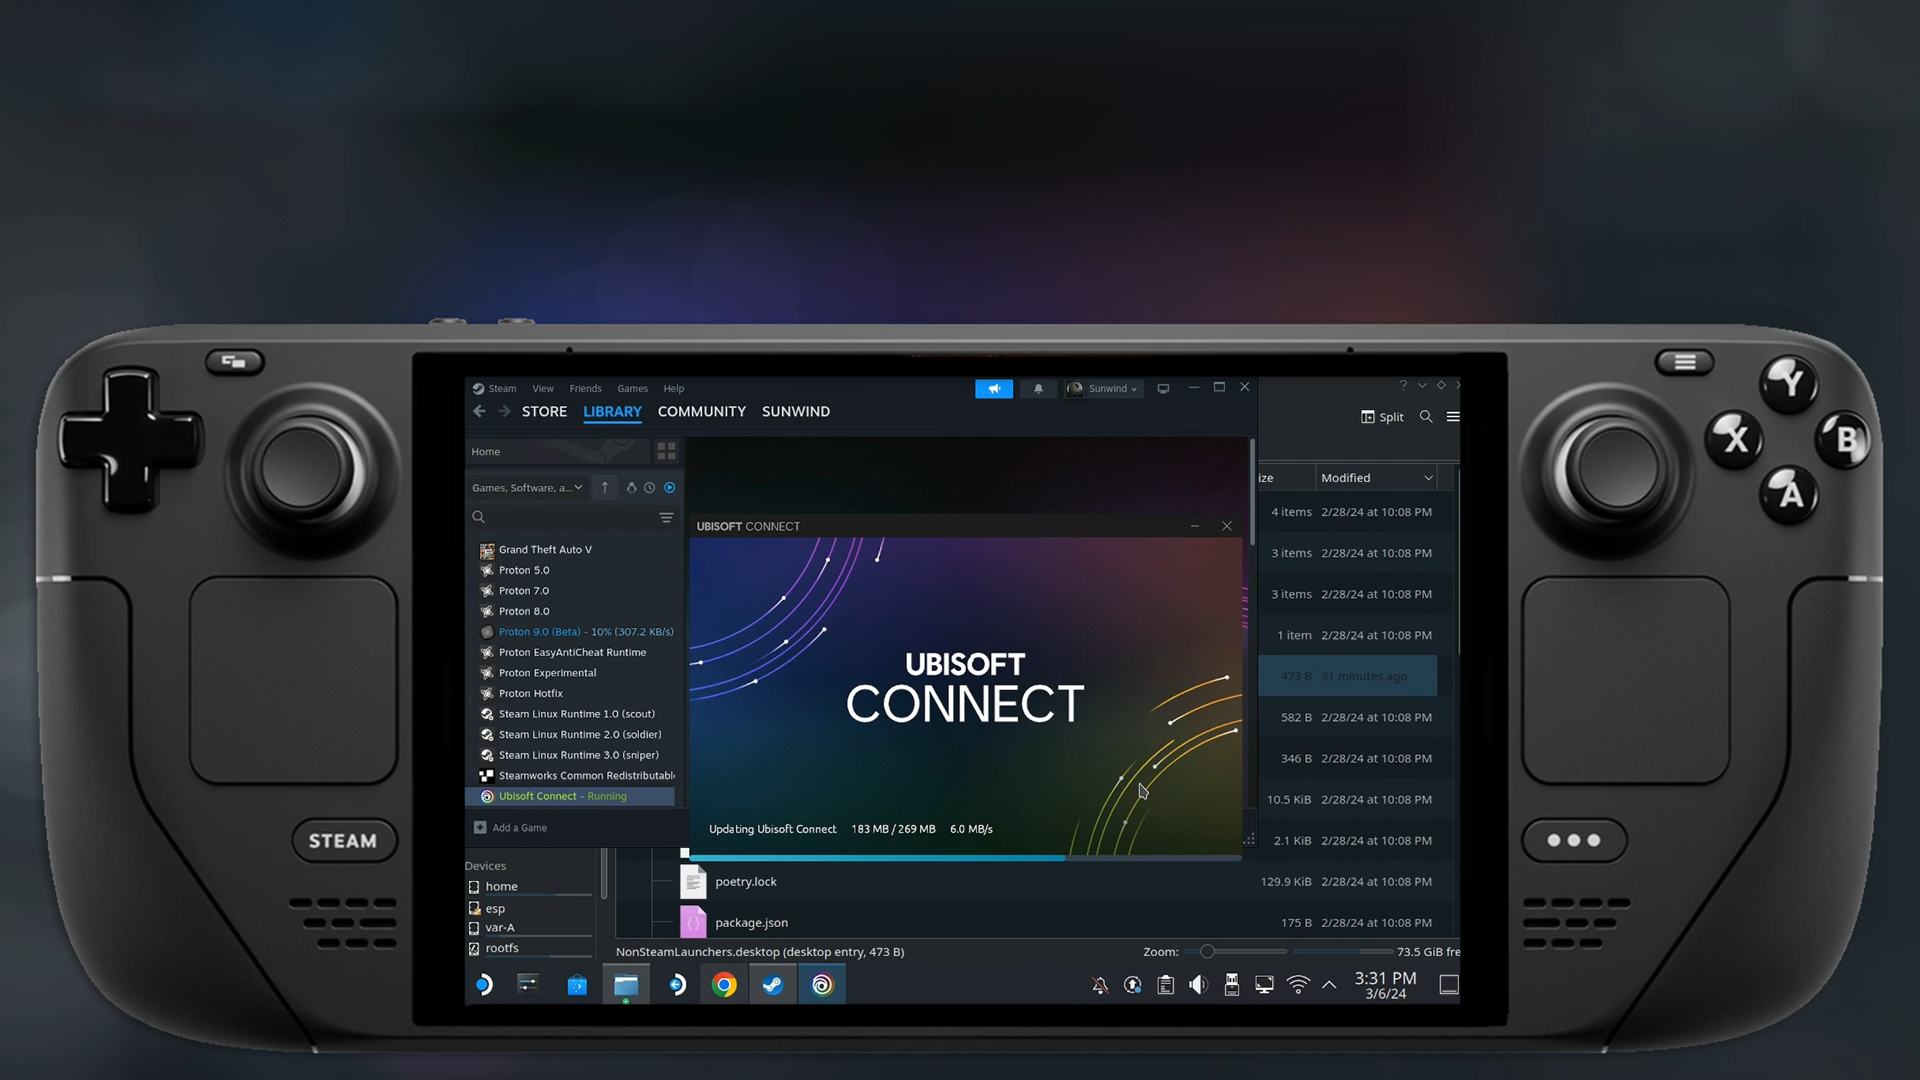 Steam View Friends Games Help
Sunwind
STORE LIBRARY COMMUNITY SUNWIND
Split
Home
Games, Software, a...
ize Modified
4 items 2/28/24 at 10:08 PM
3 items 2/28/24 at 10:08 PM
3 items 2/28/24 at 10:08 PM
1 item 2/28/24 at 10:08 PM
473 B 31 minutes ago
582 B 2/28/24 at 10:08 PM
346 B 2/28/24 at 10:08 PM
10.5 KiB 2/28/24 at 10:08 PM
2.1 KiB 2/28/24 at 10:08 PM
Grand Theft Auto V
Proton 5.0
Proton 7.0
Proton 8.0
Proton 9.0 (Beta) - 10% (307.2 KB/s)
Proton EasyAntiCheat Runtime
Proton Experimental
Proton Hotfix
Steam Linux Runtime 1.0 (scout)
Steam Linux Runtime 2.0 (soldier)
Steam Linux Runtime 3.0 (sniper)
Steamworks Common Redistributabl
Ubisoft Connect - Running
Add a Game
UBISOFT CONNECT
UBISOFT
CONNECT
Updating Ubisoft Connect 183 MB / 269 MB 6.0 MB/s
Devices
home
esp
var-A
rootfs
poetry.lock 129.9 KiB 2/28/24 at 10:08 PM
package.json 175 B 2/28/24 at 10:08 PM
NonSteamLaunchers.desktop (desktop entry, 473 B)
Zoom: 73.5 GiB fre
3:31 PM
3/6/24
STEAM
Y
X
B
A